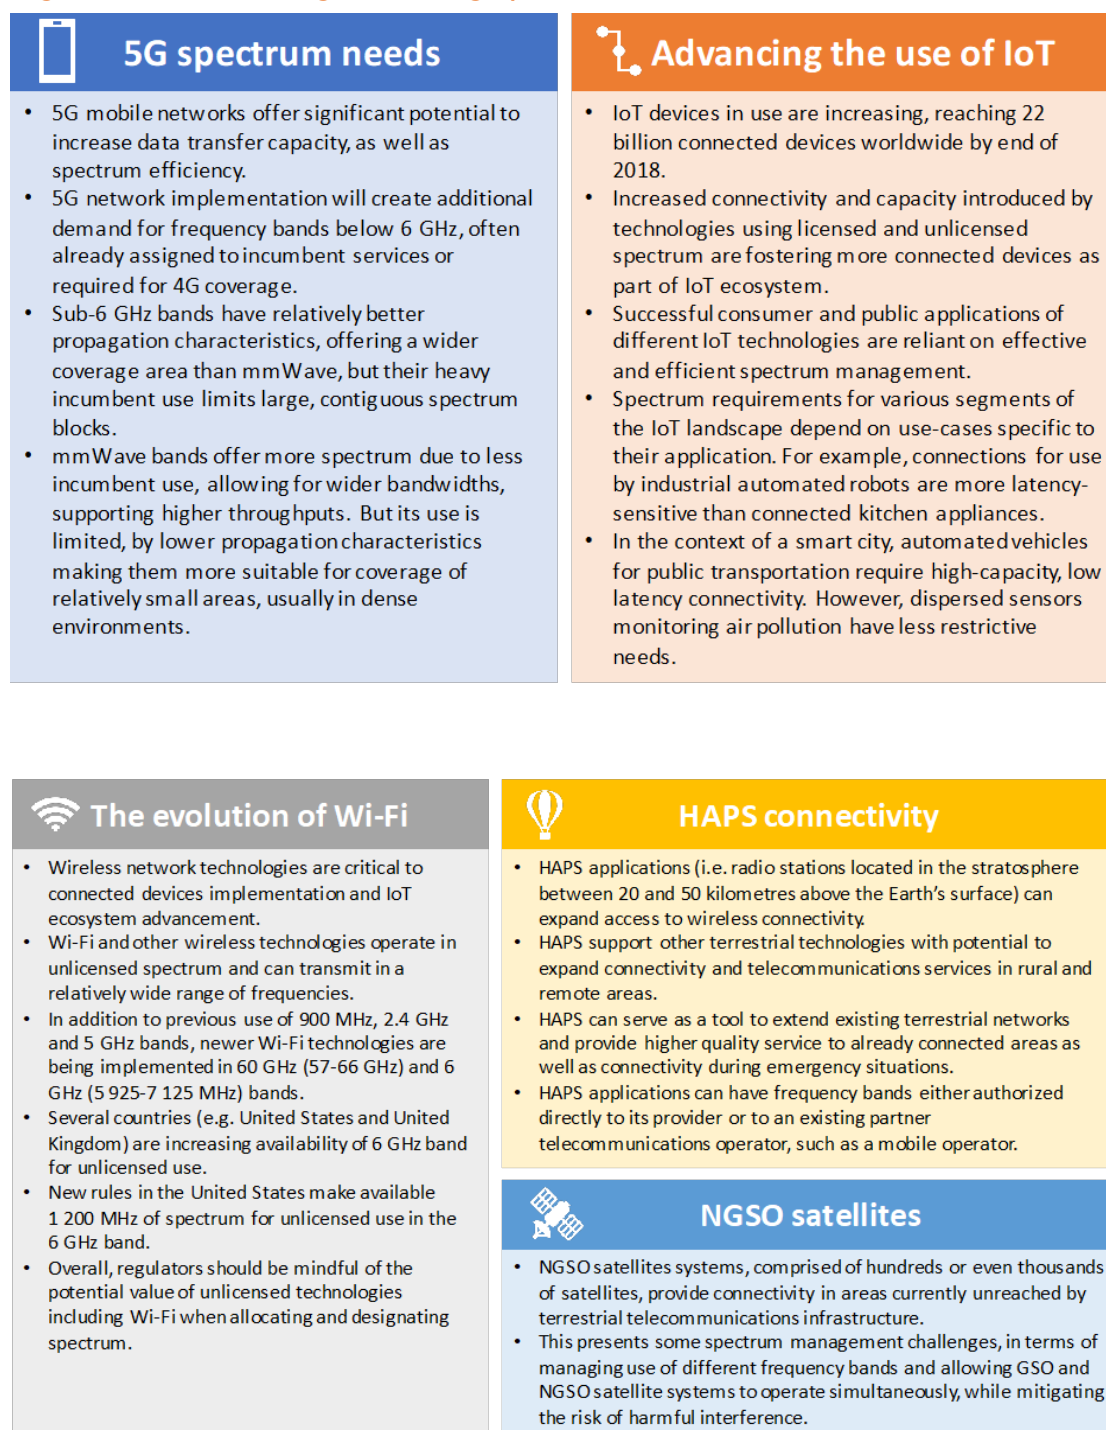 5G spectrum needs
• 5G mobile networks offer significant potential to
increase data transfer capacity, as well as
spectrum efficiency.
• 5G network implementation will create additional
demand for frequency bands below 6 GHz, often
already assigned to incumbent services or
required for 4G coverage.
• Sub-6 GHz bands have relatively better
propagation characteristics, offering a wider
coverage area than mmWave, but their heavy
incumbent use limits large, contiguous spectrum
blocks.
• mmWave bands offer more spectrum due to less
incumbent use, allowing for wider bandwidths,
supporting higher throughputs. But its use is
limited, by lower propagation characteristics
making them more suitable for coverage of
relatively small areas, usually in dense
environments.
Advancing the use of IoT
• IoT devices in use are increasing, reaching 22
billion connected devices worldwide by end of
2018.
• Increased connectivity and capacity introduced by
technologies using licensed and unlicensed
spectrum are fostering more connected devices as
part of IoT ecosystem.
• Successful consumer and public applications of
different IoT technologies are reliant on effective
and efficient spectrum management.
• Spectrum requirements for various segments of
the IoT landscape depend on use-cases specific to
their application. For example, connections for use
by industrial automated robots are more latency-
sensitive than connected kitchen appliances.
• In the context of a smart city, automated vehicles
for public transportation require high-capacity, low
latency connectivity. However, dispersed sensors
monitoring air pollution have less restrictive
needs.
The evolution of Wi-Fi
• Wireless network technologies are critical to
connected devices implementation and IoT
ecosystem advancement.
• Wi-Fi and other wireless technologies operate in
unlicensed spectrum and can transmit in a
relatively wide range of frequencies.
• In addition to previous use of 900 MHz, 2.4 GHz
and 5 GHz bands, newer Wi-Fi technologies are
being implemented in 60 GHz (57-66 GHz) and 6
GHz (5 925-7 125 MHz) bands.
• Several countries (e.g. United States and United
Kingdom) are increasing availability of 6 GHz band
for unlicensed use.
• New rules in the United States make available
1 200 MHz of spectrum for unlicensed use in the
6 GHz band.
• Overall, regulators should be mindful of the
potential value of unlicensed technologies
including Wi-Fi when allocating and designating
spectrum.
HAPS connectivity
• HAPS applications (i.e. radio stations located in the stratosphere
between 20 and 50 kilometres above the Earth's surface) can
expand access to wireless connectivity.
• HAPS support other terrestrial technologies with potential to
expand connectivity and telecommunications services in rural and
remote areas.
• HAPS can serve as a tool to extend existing terrestrial networks
and provide higher quality service to already connected areas as
well as connectivity during emergency situations.
• HAPS applications can have frequency bands either authorized
directly to its provider or to an existing partner
telecommunications operator, such as a mobile operator.
NGSO satellites
• NGSO satellites systems, comprised of hundreds or even thousands
of satellites, provide connectivity in areas currently unreached by
terrestrial telecommunications infrastructure.
• This presents some spectrum management challenges, in terms of
managing use of different frequency bands and allowing GSO and
NGSO satellite systems to operate simultaneously, while mitigating
the risk of harmful interference.